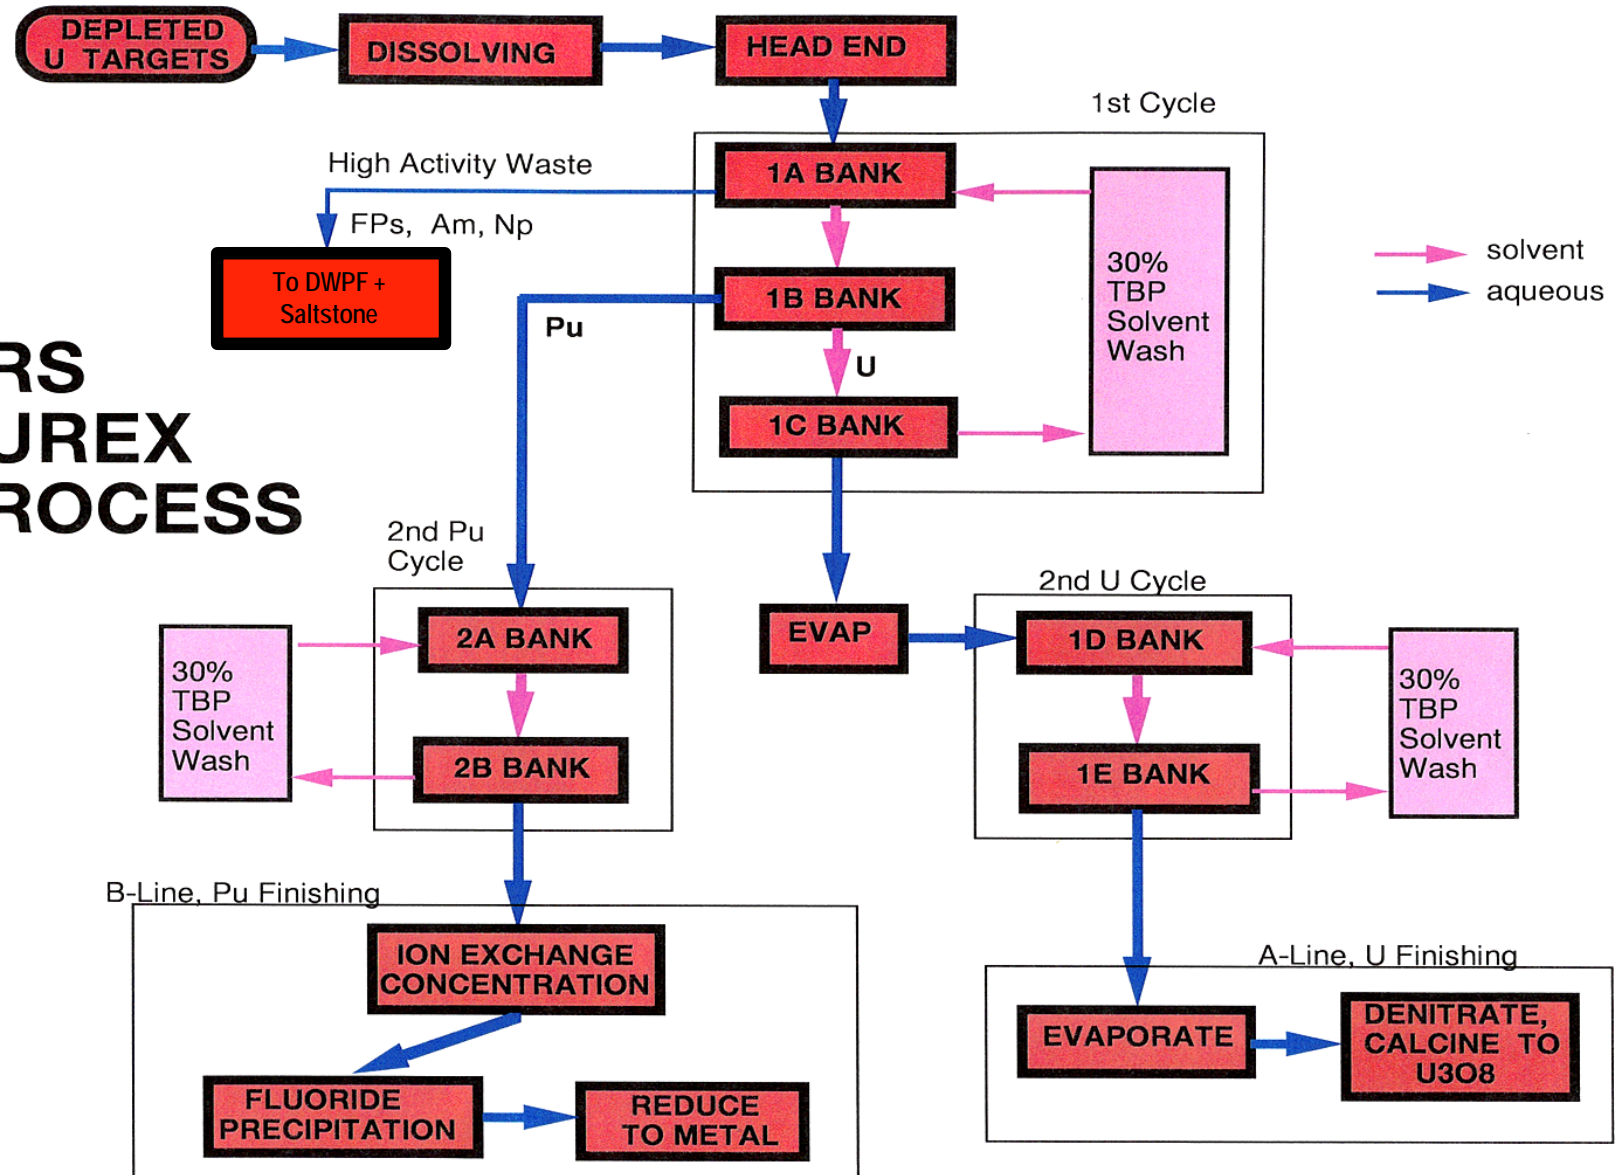 DEPLETED
U TARGETS
DISSOLVING
HEAD END
1st Cycle
High Activity Waste
1A BANK
FPs, Am, Np
To DWPF +
Saltstone
1B BANK
30%
TBP
Solvent
Wash
solvent
aqueous
Pu
U
1C BANK
RS
UREX
ROCESS
2nd Pu
Cycle
2nd U Cycle
2A BANK
EVAP
1D BANK
30%
TBP
Solvent
Wash
30%
TBP
Solvent
Wash
2B BANK
1E BANK
B-Line, Pu Finishing
ION EXCHANGE
CONCENTRATION
A-Line, U Finishing
EVAPORATE
DENITRATE,
CALCINE TO
U3O8
FLUORIDE
PRECIPITATION
REDUCE
TO METAL